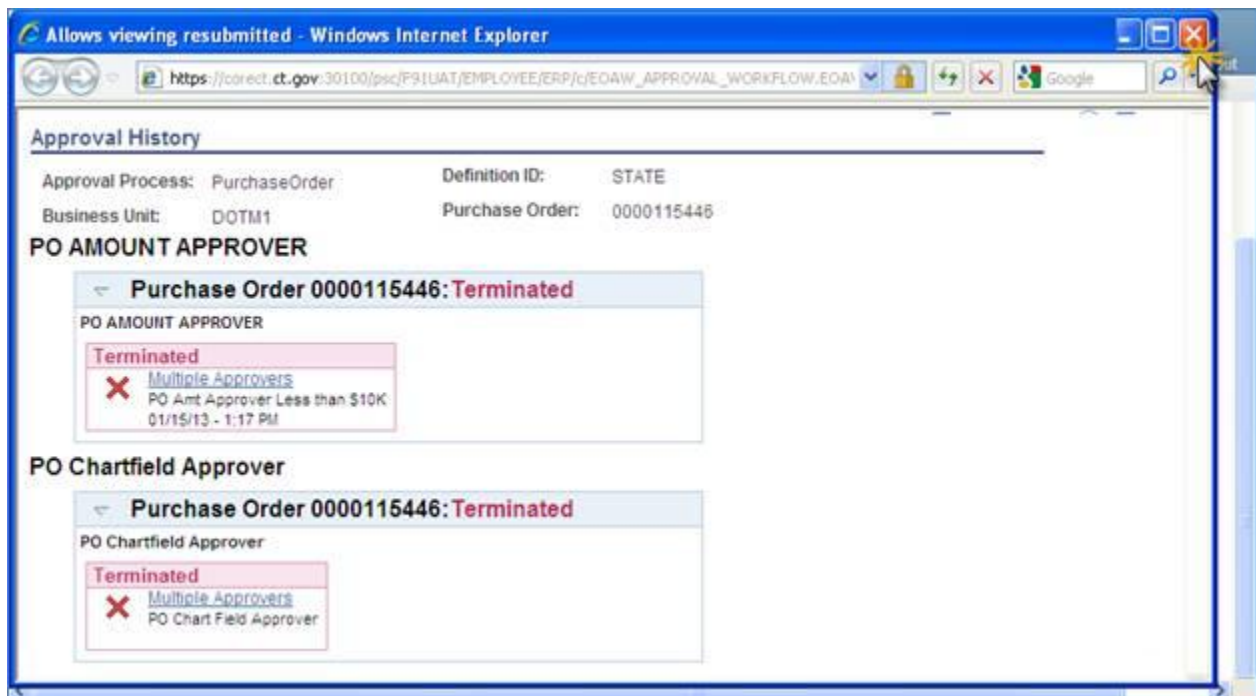 Allows viewing resubmitted - Windows Internet Explorer
https://corect.ct.gov:30100/psc/F91UAT/EMPLOYEE/ERP/c/EOAW_APPROVAL_WORKFLOW.EOAW
Google
Approval History
Approval Process: PurchaseOrder Definition ID: STATE
Business Unit: DOTM1 Purchase Order: 0000115446
PO AMOUNT APPROVER
Purchase Order 0000115446: Terminated
PO AMOUNT APPROVER
Terminated
Multiple Approvers
PO Amt Approver Less than $10K
01/15/13 - 1:17 PM
PO Chartfield Approver
Purchase Order 0000115446: Terminated
PO Chartfield Approver
Terminated
Multiple Approvers
PO Chart Field Approver